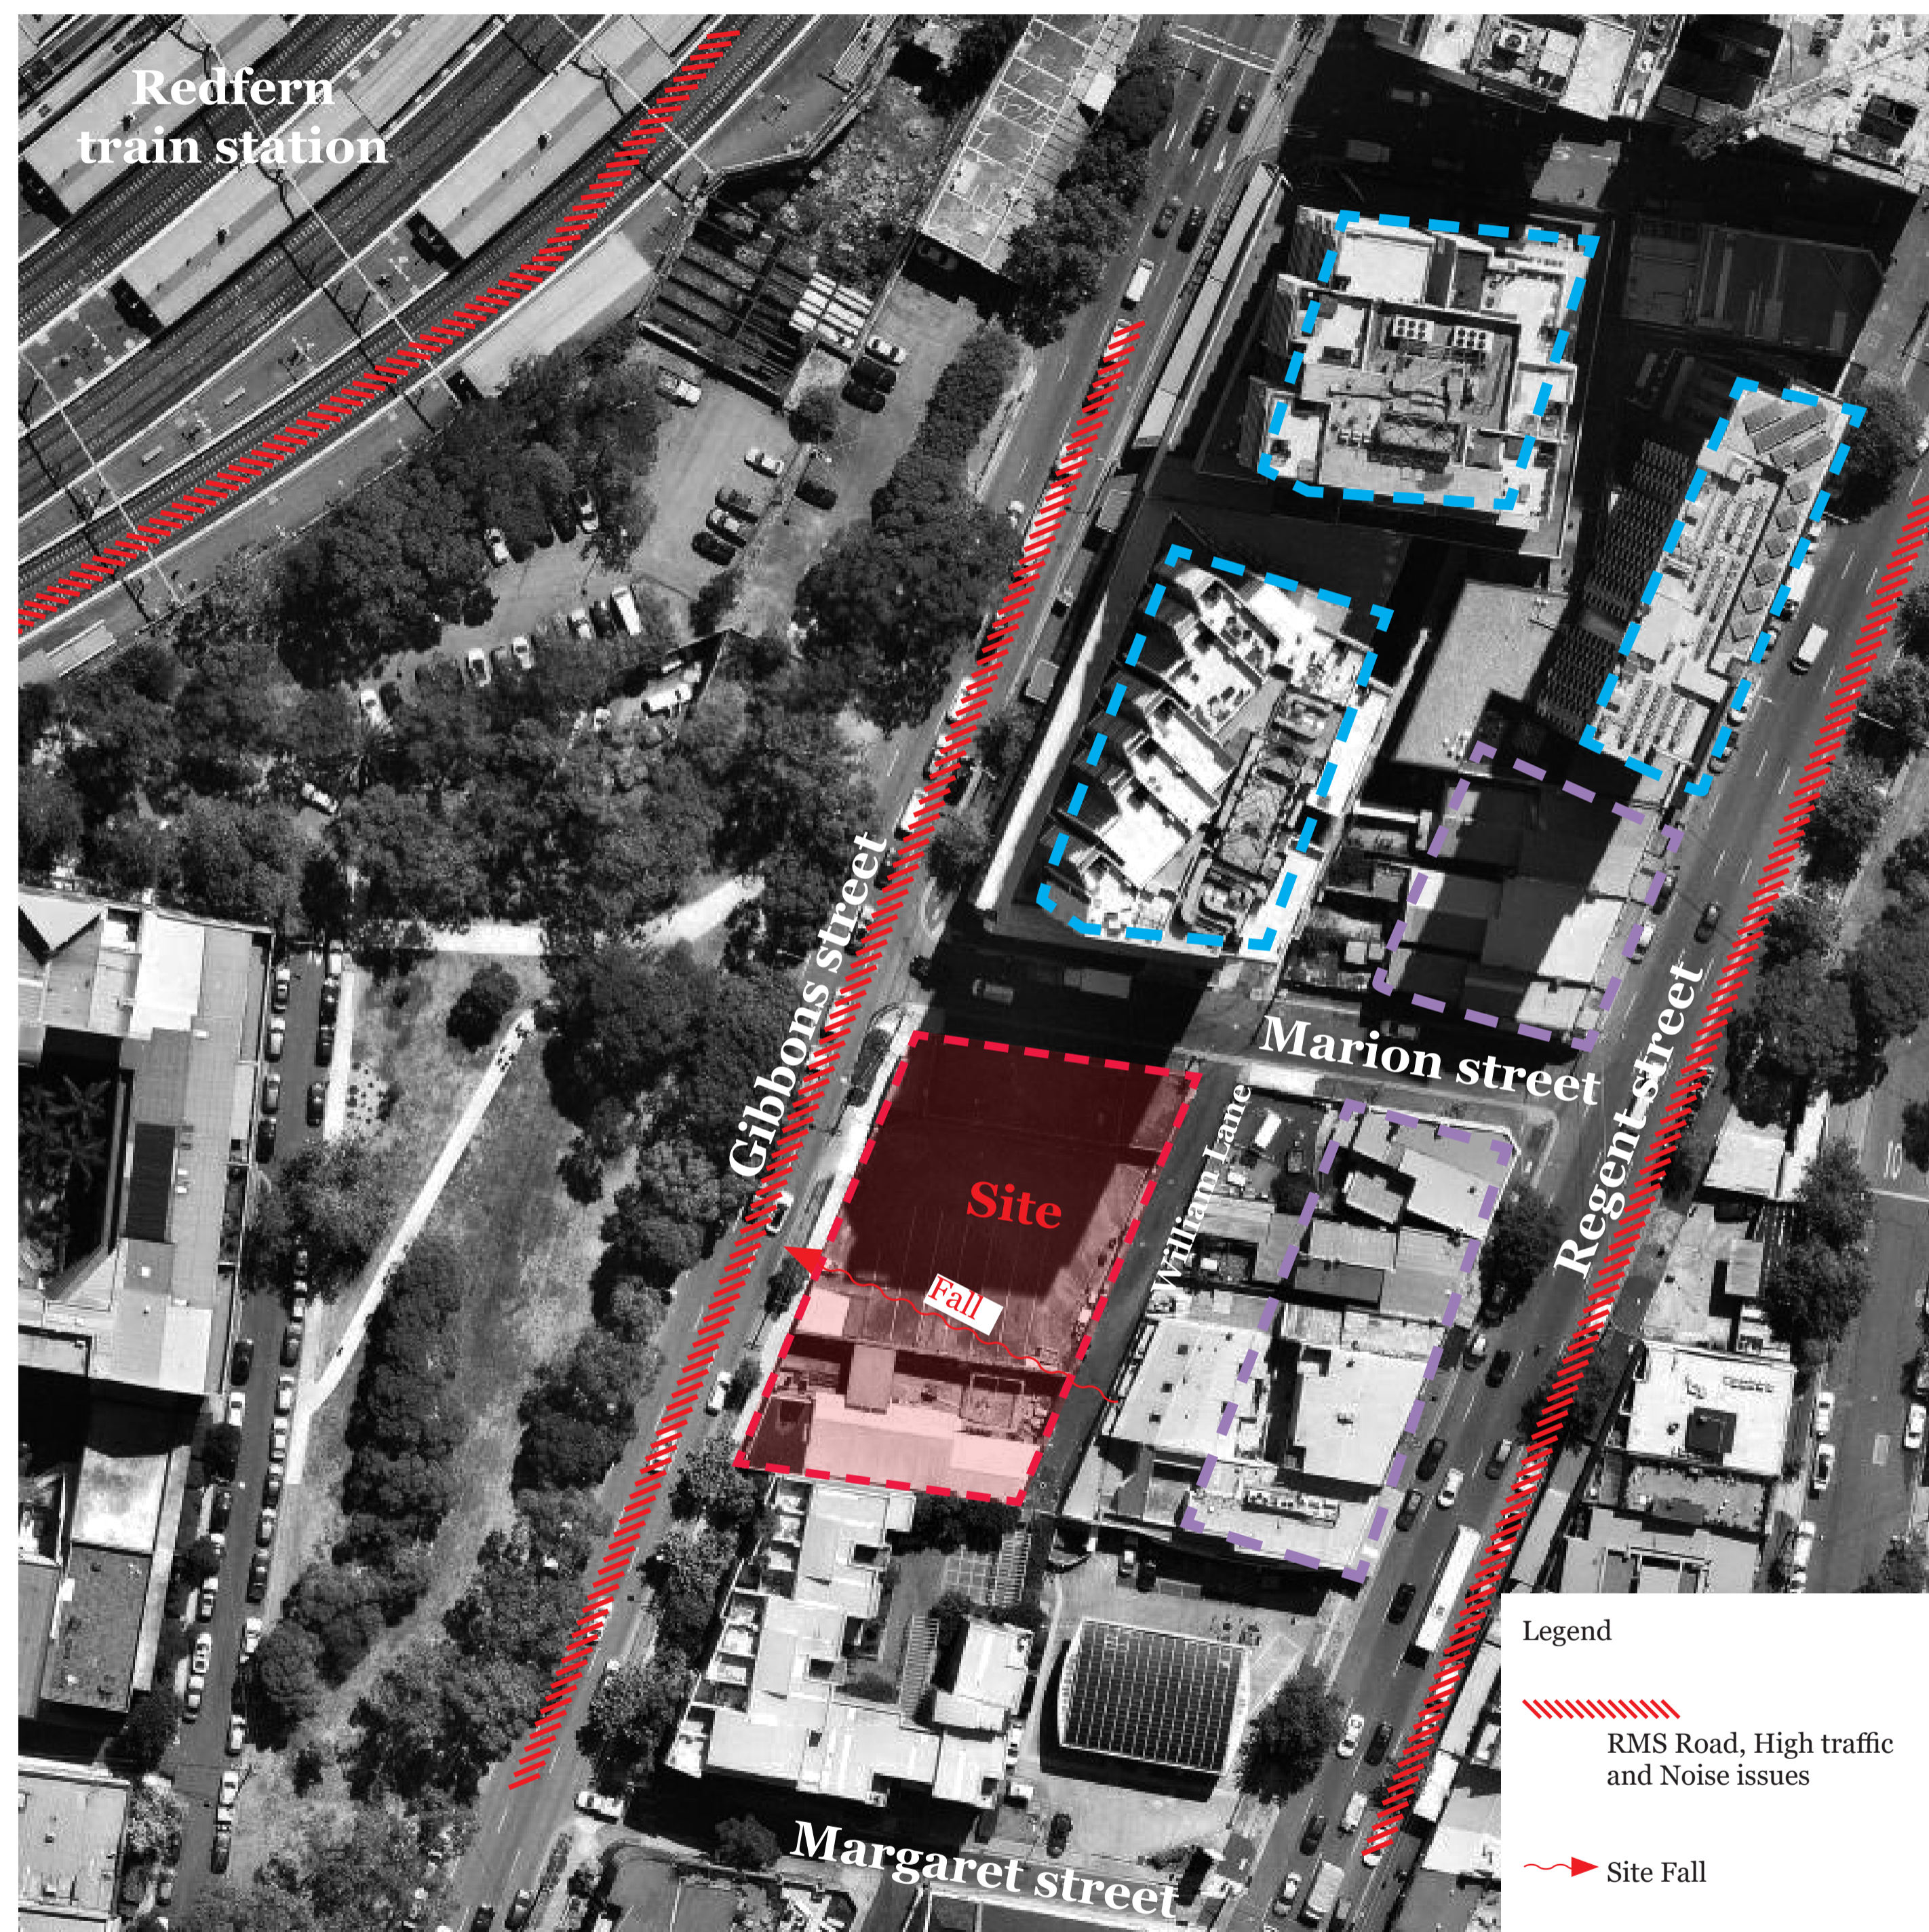 Redfern
train station
Gibbons street
Marion street
Regent street
William Lane
Site
Fall
Margaret street
Legend
RMS Road, High traffic
and Noise issues
Site Fall